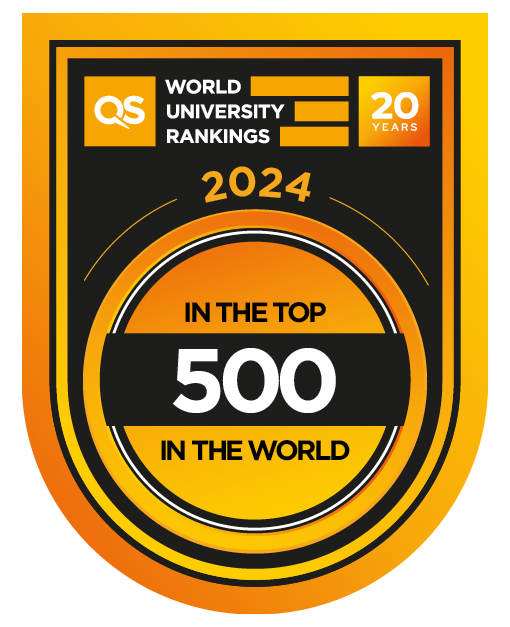 QS
WORLD
UNIVERSITY
RANKINGS
20
YEARS
2024
IN THE TOP
500
IN THE WORLD